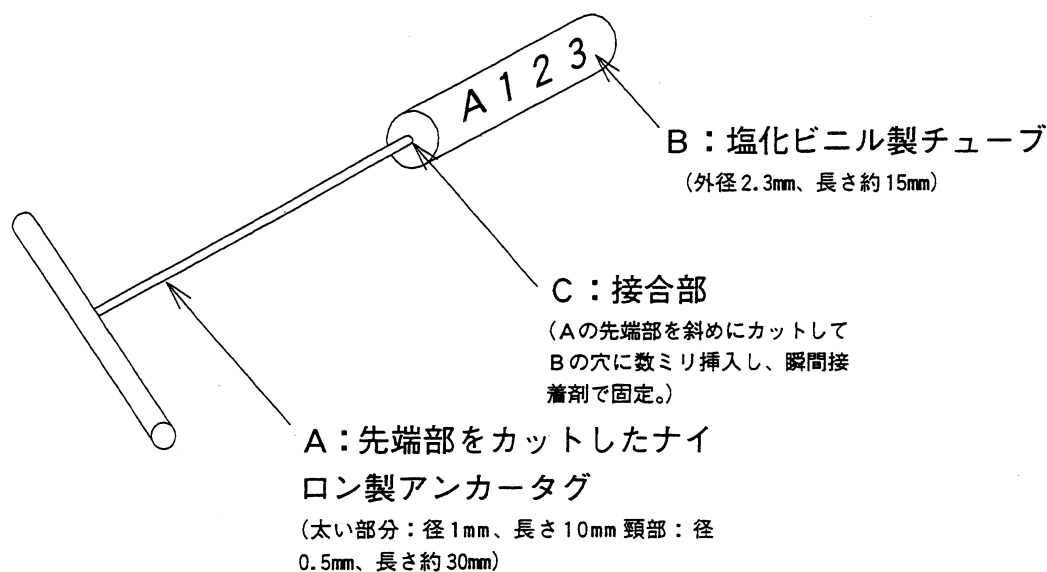 A123
B：塩化ビニル製チューブ
（外径2.3mm、長さ約15mm）
C：接合部
（Aの先端部を斜めにカットして
Bの穴に数ミリ挿入し、瞬間接
着剤で固定。）
A：先端部をカットしたナイ
ロン製アンカータグ
（太い部分：径1mm、長さ10mm 頸部：径
0.5mm、長さ約30mm）